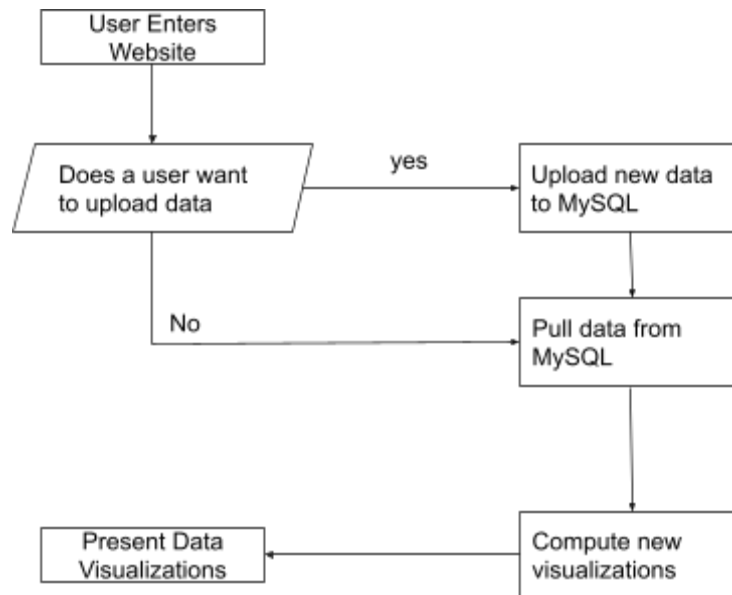 User Enters
Website
Does a user want
to upload data
yes
Upload new data
to MySQL
No
Pull data from
MySQL
Present Data
Visualizations
Compute new
visualizations